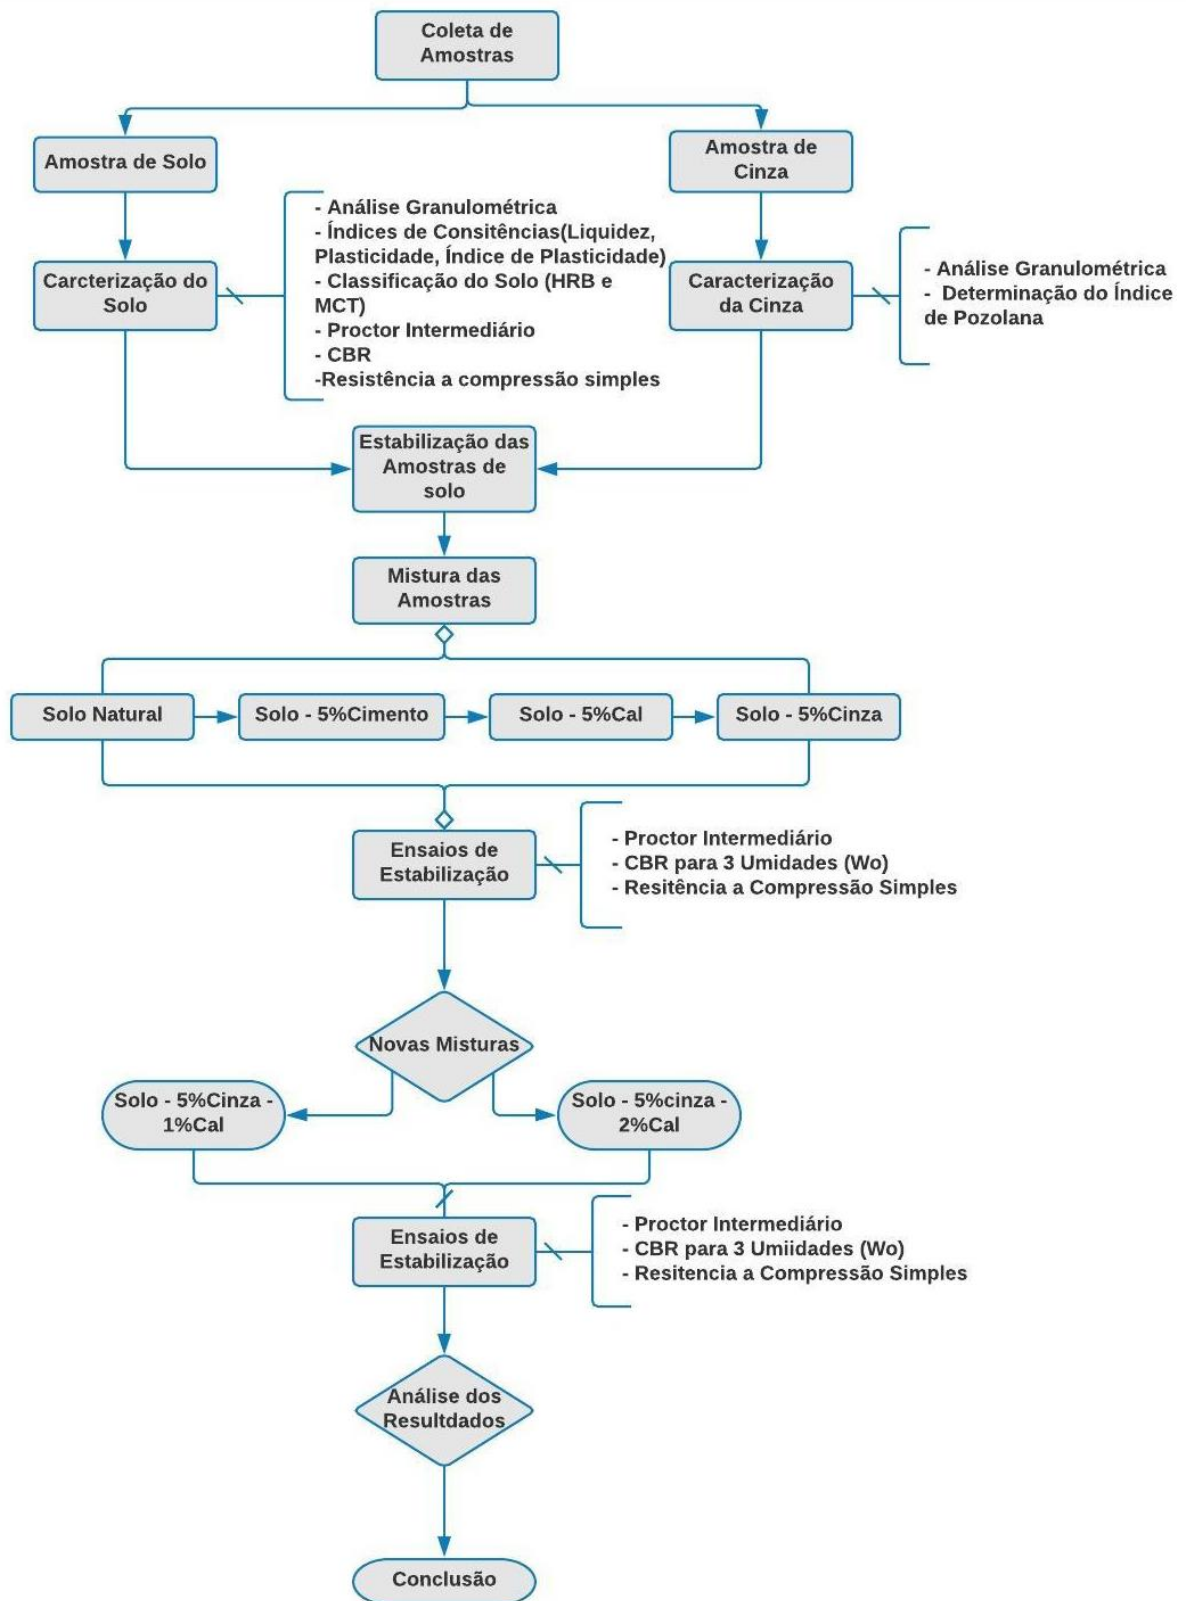 Coleta de
Amostras
Amostra de Solo
Amostra de
Cinza
Carcterização do
Solo
- Análise Granulométrica
- Índices de Consitências(Liquidez,
Plasticidade, Índice de Plasticidade)
- Classificação do Solo (HRB e
MCT)
- Proctor Intermediário
- CBR
-Resistência a compressão simples
Caracterização
da Cinza
- Análise Granulométrica
- Determinação do Índice
de Pozolana
Estabilização das
Amostras de
solo
Mistura das
Amostras
Solo Natural
Solo - 5%Cimento
Solo - 5%Cal
Solo - 5%Cinza
Ensaios de
Estabilização
- Proctor Intermediário
- CBR para 3 Umidades (Wo)
- Resitência a Compressão Simples
Novas Misturas
Solo - 5%Cinza -
1%Cal
Solo - 5%cinza -
2%Cal
Ensaios de
Estabilização
- Proctor Intermediário
- CBR para 3 Umiidades (Wo)
- Resitencia a Compressão Simples
Análise dos
Resultdados
Conclusão